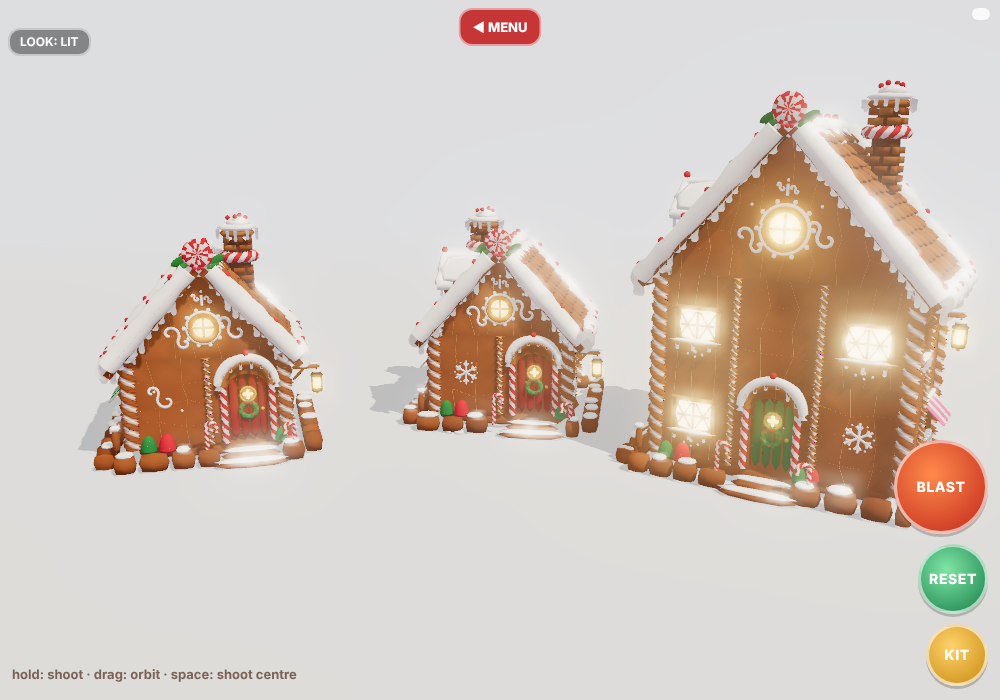 ◀ MENU
LOOK: LIT
BLAST
RESET
KIT
hold: shoot · drag: orbit · space: shoot centre